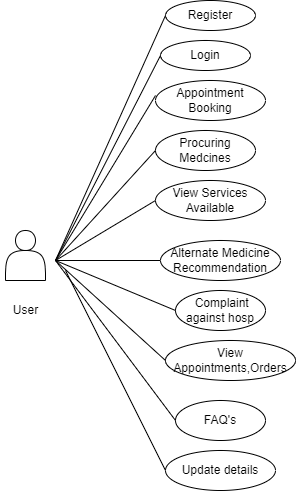 Register
Login
Appointment
Booking
Procuring
Medcines
View Services
Available
Alternate Medicine
Recommendation
User
Complaint
against hosp
View
Appointments,Orders
FAQ's
Update details